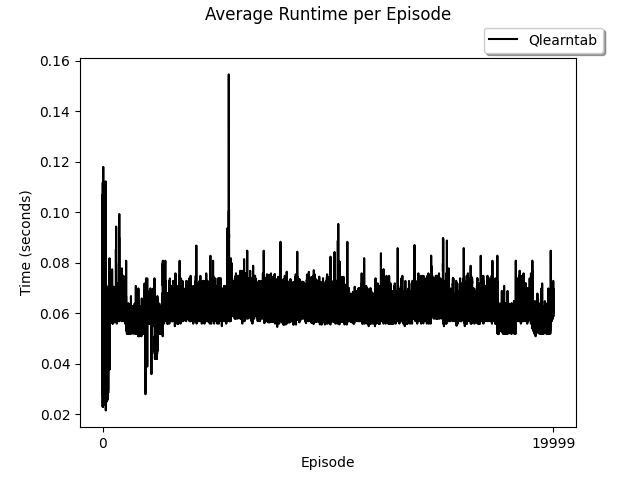 Average Runtime per Episode
Qlearntab
0.16
0.14
0.12
0.10
0.08
0.06
0.04
0.02
Time (seconds)
0
19999
Episode